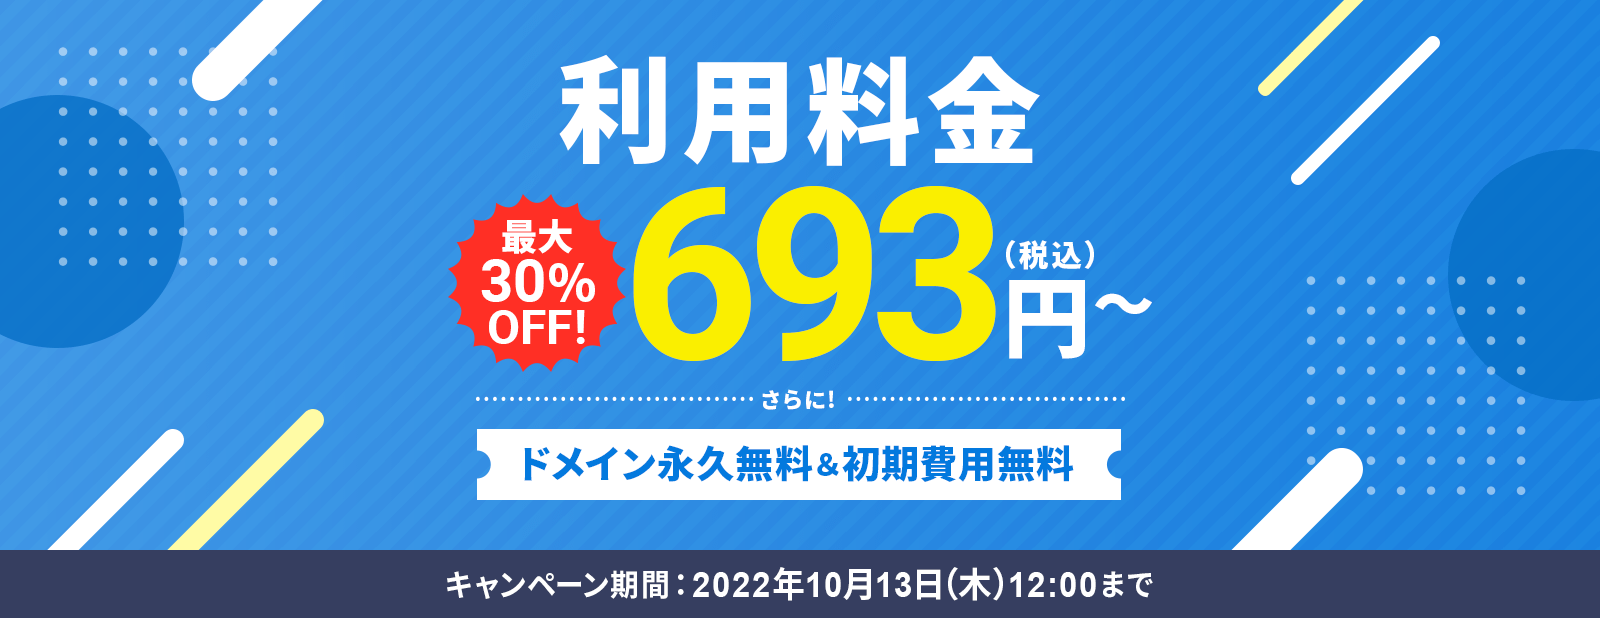 利用料金
最大
30%
OFF!
693
(税込)
円〜
さらに!
ドメイン永久無料&初期費用無料
キャンペーン期間：2022年10月13日(木)12:00まで